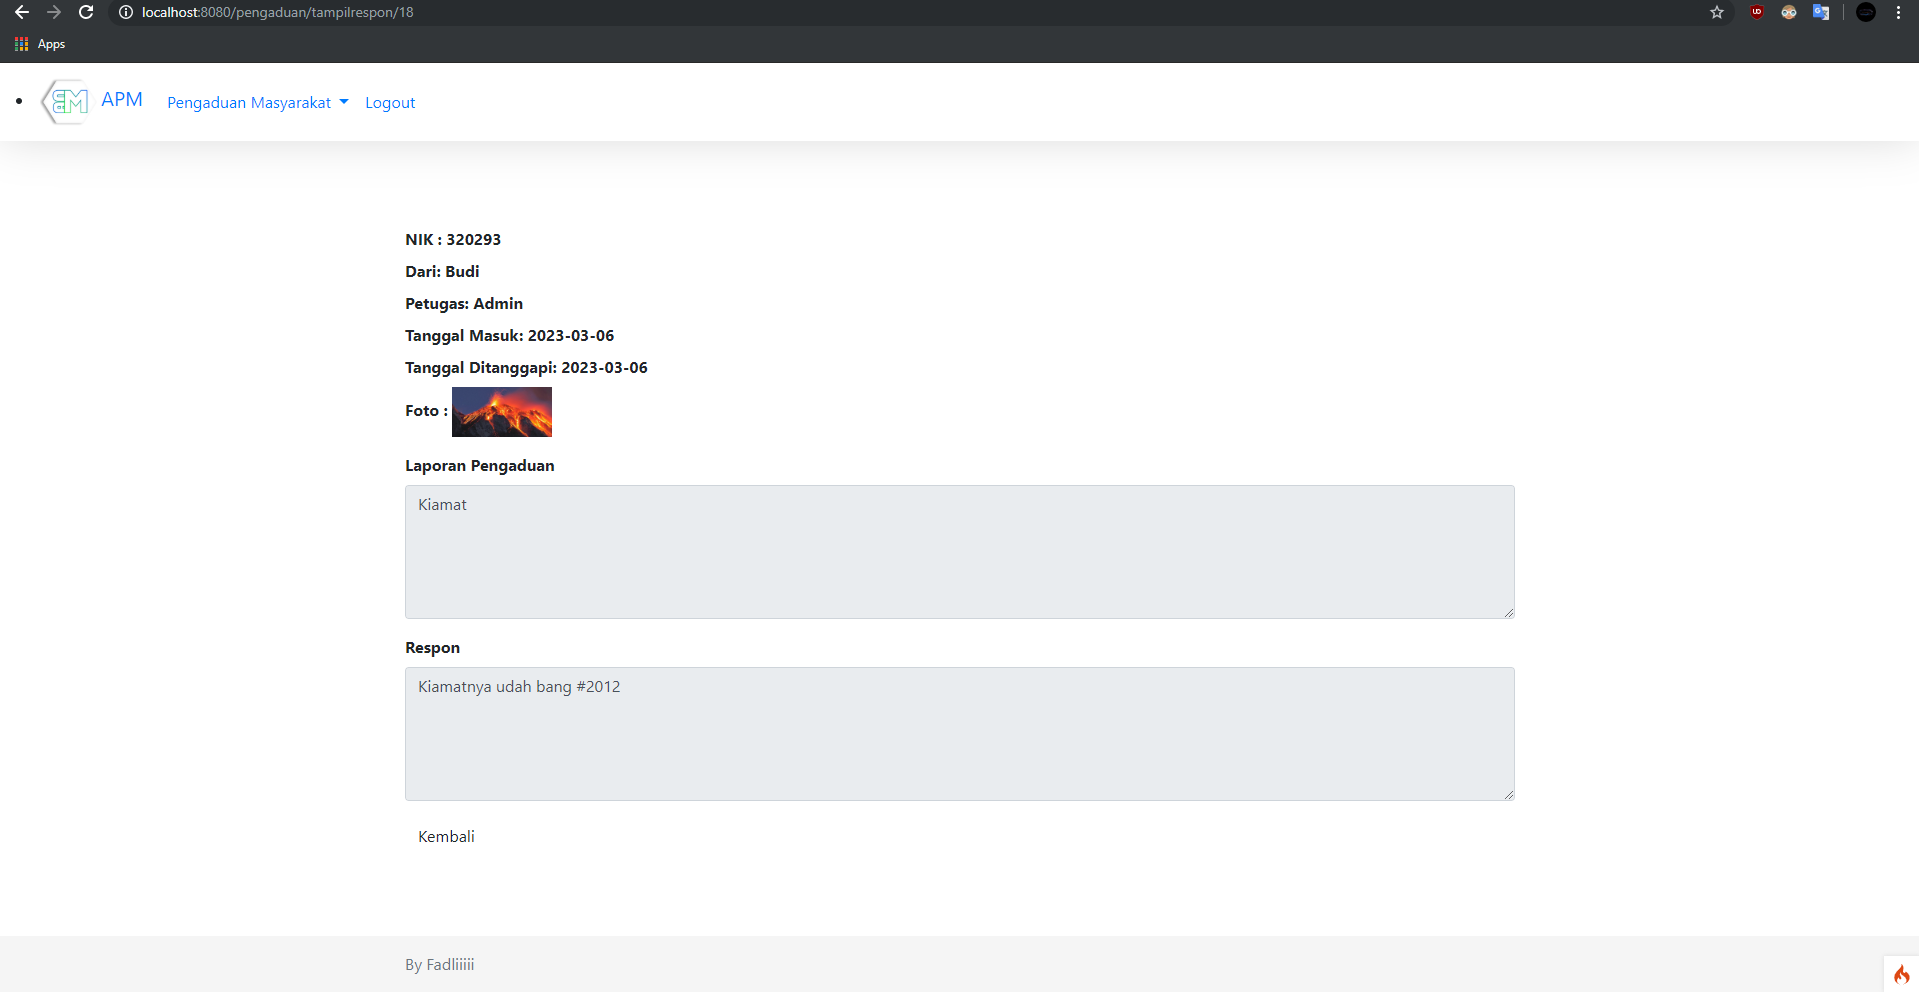 localhost:8080/pengaduan/tampilrespon/18
Apps
BM APM Pengaduan Masyarakat Logout
NIK : 320293
Dari: Budi
Petugas: Admin
Tanggal Masuk: 2023-03-06
Tanggal Ditanggapi: 2023-03-06
Foto :
Laporan Pengaduan
Kiamat
Respon
Kiamatnya udah bang #2012
Kembali
By Fadliiiii